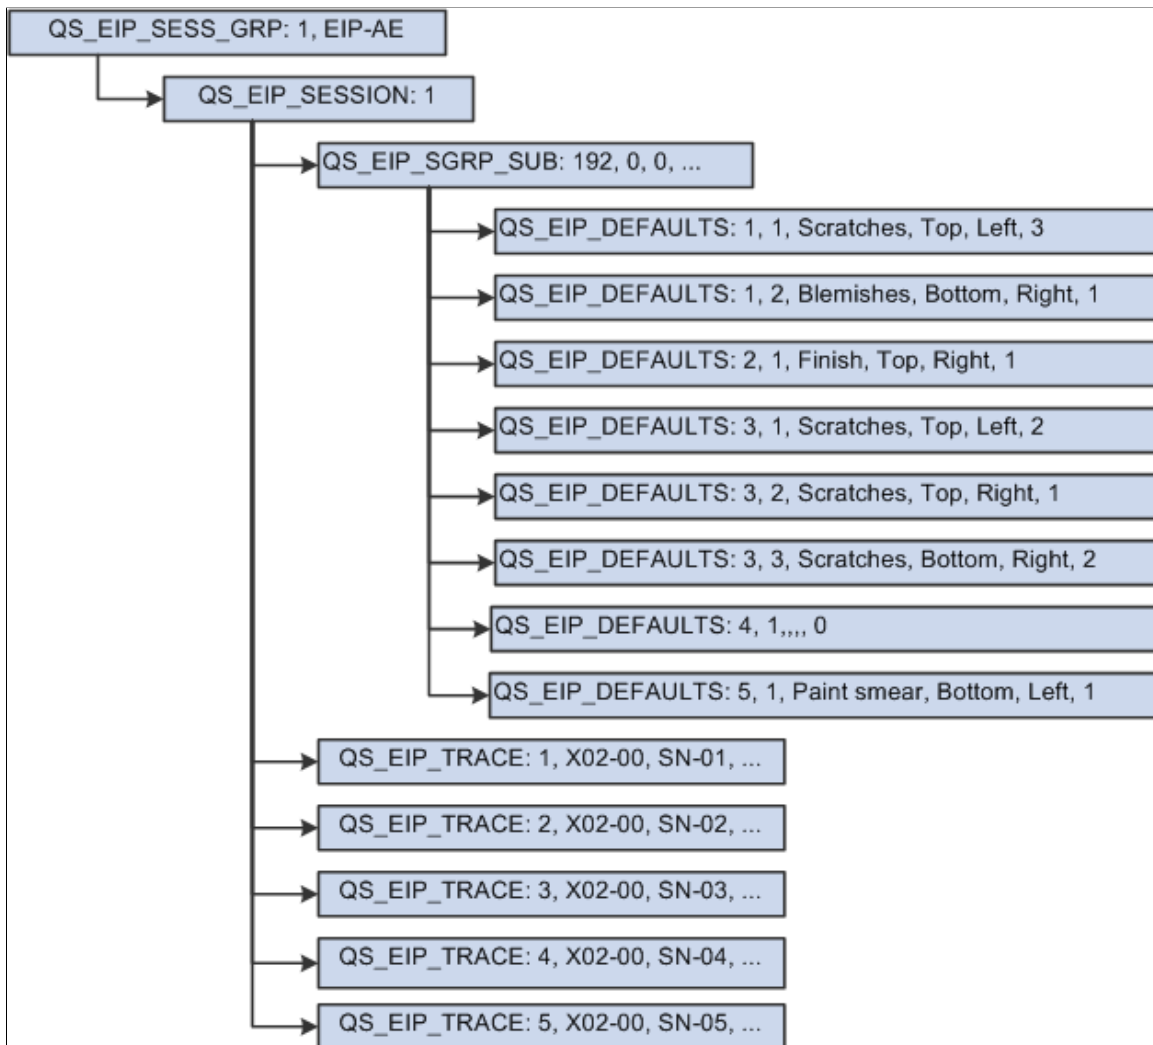 QS_EIP_SESS_GRP: 1, EIP-AE
QS_EIP_SESSION: 1
QS_EIP_SGRP_SUB: 192, 0, 0, ...
QS_EIP_DEFAULTS: 1, 1, Scratches, Top, Left, 3
QS_EIP_DEFAULTS: 1, 2, Blemishes, Bottom, Right, 1
QS_EIP_DEFAULTS: 2, 1, Finish, Top, Right, 1
QS_EIP_DEFAULTS: 3, 1, Scratches, Top, Left, 2
QS_EIP_DEFAULTS: 3, 2, Scratches, Top, Right, 1
QS_EIP_DEFAULTS: 3, 3, Scratches, Bottom, Right, 2
QS_EIP_DEFAULTS: 4, 1,,,, 0
QS_EIP_DEFAULTS: 5, 1, Paint smear, Bottom, Left, 1
QS_EIP_TRACE: 1, X02-00, SN-01, ...
QS_EIP_TRACE: 2, X02-00, SN-02, ...
QS_EIP_TRACE: 3, X02-00, SN-03, ...
QS_EIP_TRACE: 4, X02-00, SN-04, ...
QS_EIP_TRACE: 5, X02-00, SN-05, ...